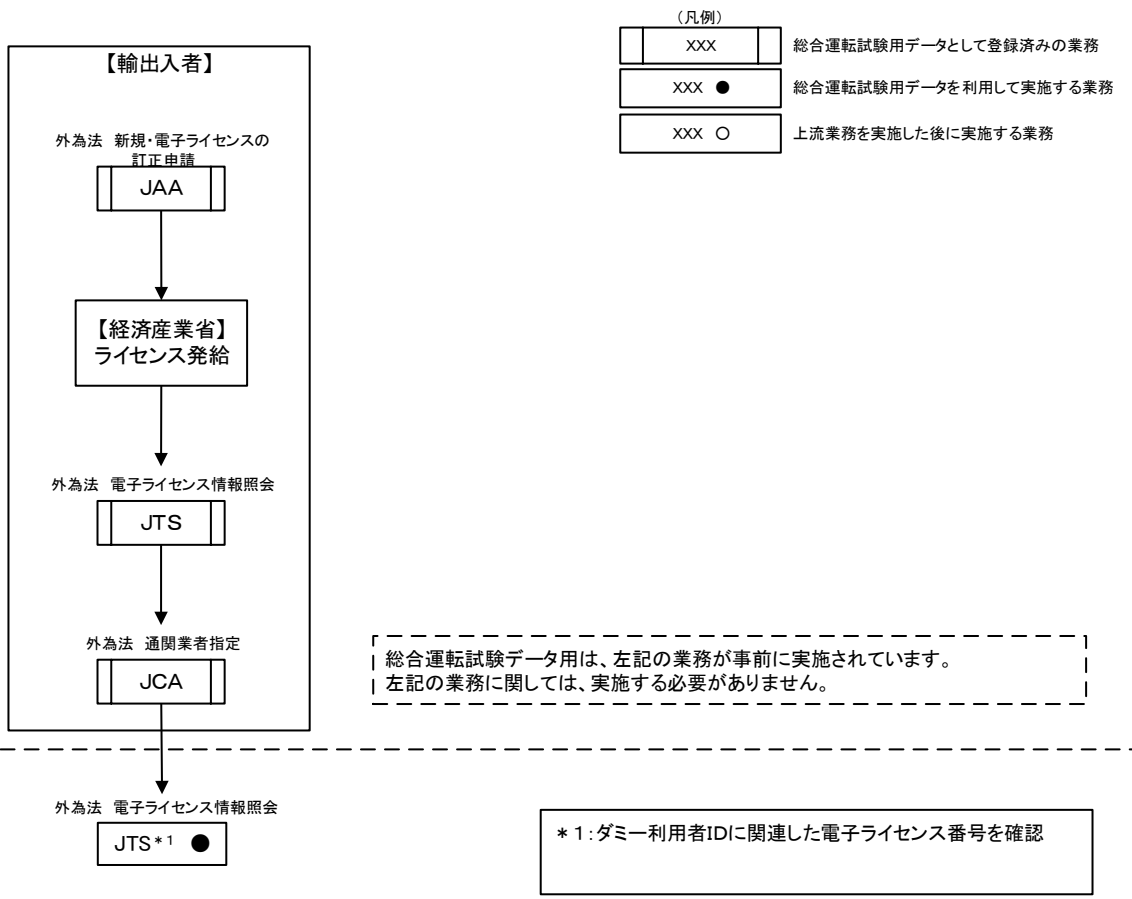 (凡例)
XXX
総合運転試験用データとして登録済みの業務
XXX ●
総合運転試験用データを利用して実施する業務
XXX ○
上流業務を実施した後に実施する業務
【輸出入者】
外為法 新規・電子ライセンスの
訂正申請
JAA
【経済産業省】
ライセンス発給
外為法 電子ライセンス情報照会
JTS
外為法 通関業者指定
JCA
総合運転試験データ用は、左記の業務が事前に実施されています。
左記の業務に関しては、実施する必要がありません。
外為法 電子ライセンス情報照会
JTS*1 ●
*1:ダミー利用者IDに関連した電子ライセンス番号を確認